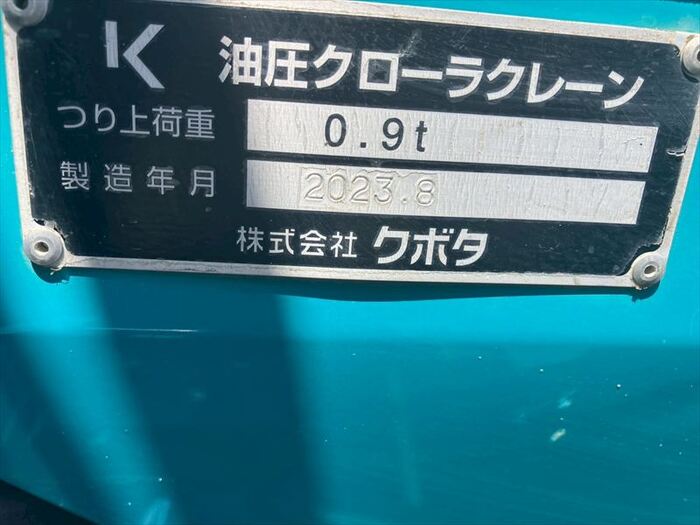 K 油圧クローラクレーン
つり上荷重 0.9t
製造年月 2023.8
株式会社 クボタ